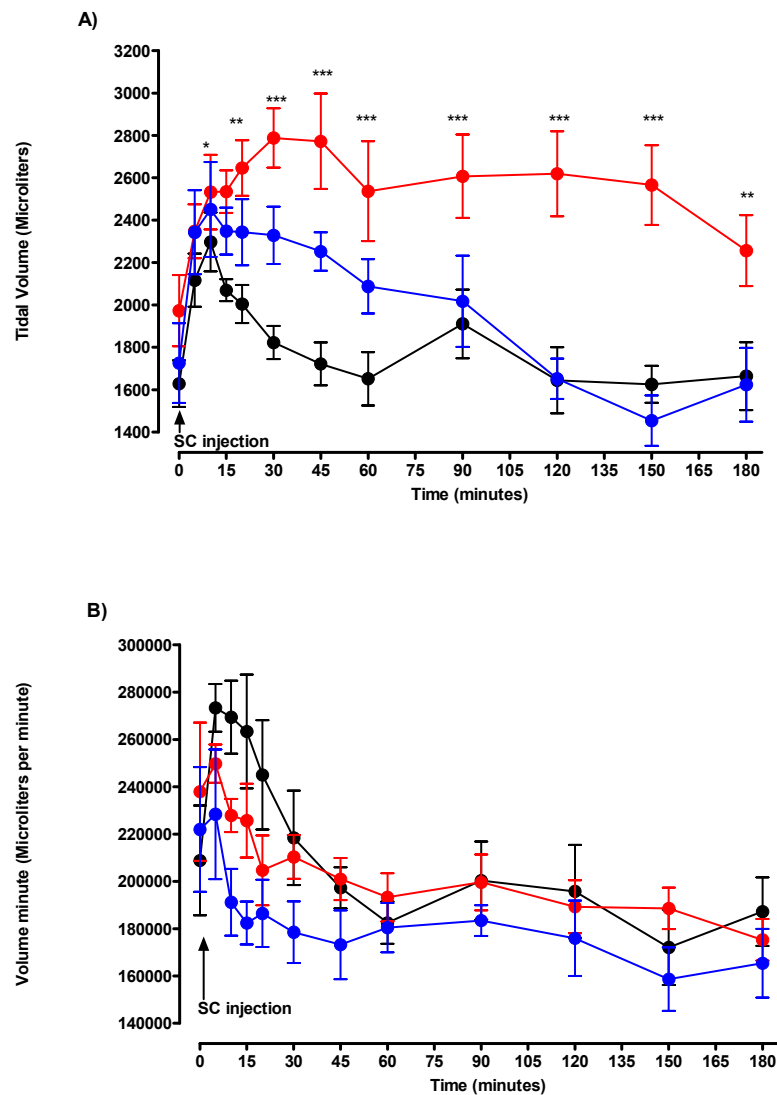 A)
3200
3000
2800
2600
2400
2200
2000
1800
1600
1400
Tidal Volume (Microliters)
* ** *** *** *** *** *** *** **
SC injection
0 15 30 45 60 75 90 105 120 135 150 165 180
Time (minutes)
B)
300000
280000
260000
240000
220000
200000
180000
160000
140000
Volume minute (Microliters per minute)
SC injection
0 15 30 45 60 75 90 105 120 135 150 165 180
Time (minutes)